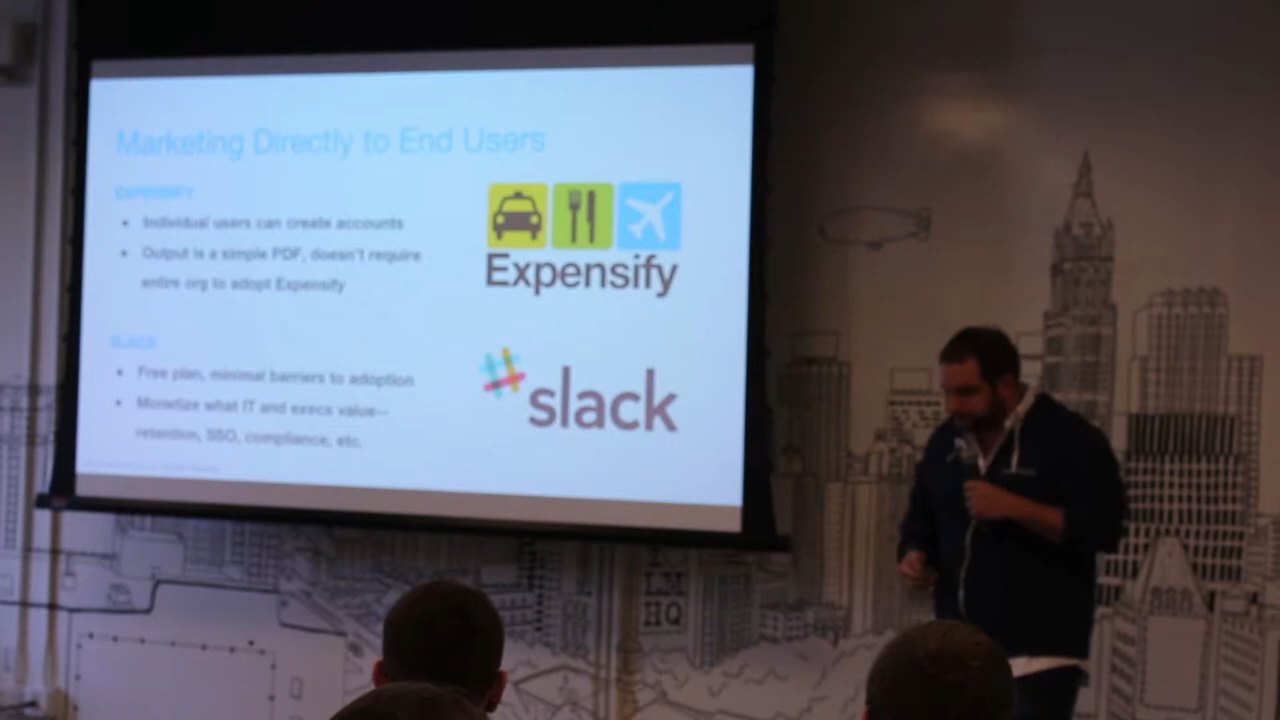 Marketing Directly to End Users
EXPENSIFY
• Individual users can create accounts
• Output is a simple PDF, doesn't require
entire org to adopt Expensify
Expensify
SLACK
• Free plan, minimal barriers to adoption
• Monetize what IT and execs value—
retention, SSO, compliance, etc.
slack
LM
HQ